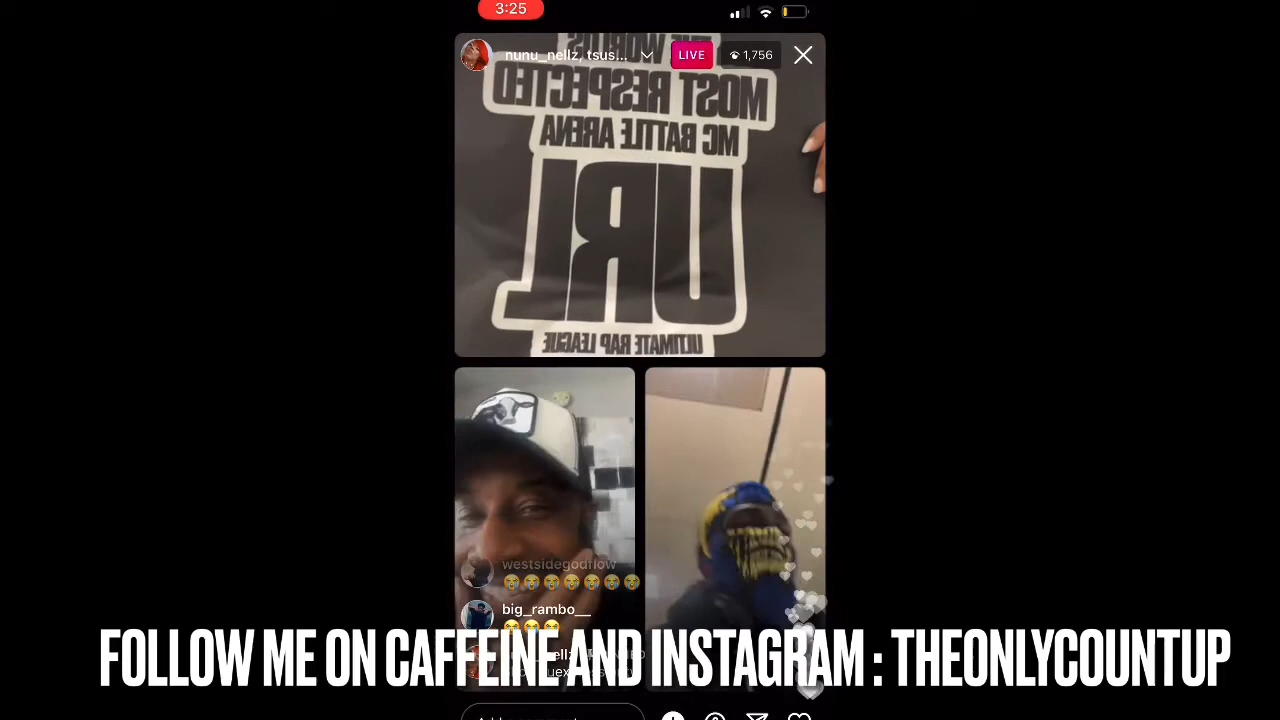 3:25
nunu_nellz, tsus...
LIVE
1,756
MOST RESPECTED
MC BATTLE ARENA
URL
ULTIMATE RAP LEAGUE
westsidegodflow
😭😭😭😭😭😭😭
big_rambo__
😂😂😂
FOLLOW ME ON CAFFEINE AND INSTAGRAM : THEONLYCOUNTUP